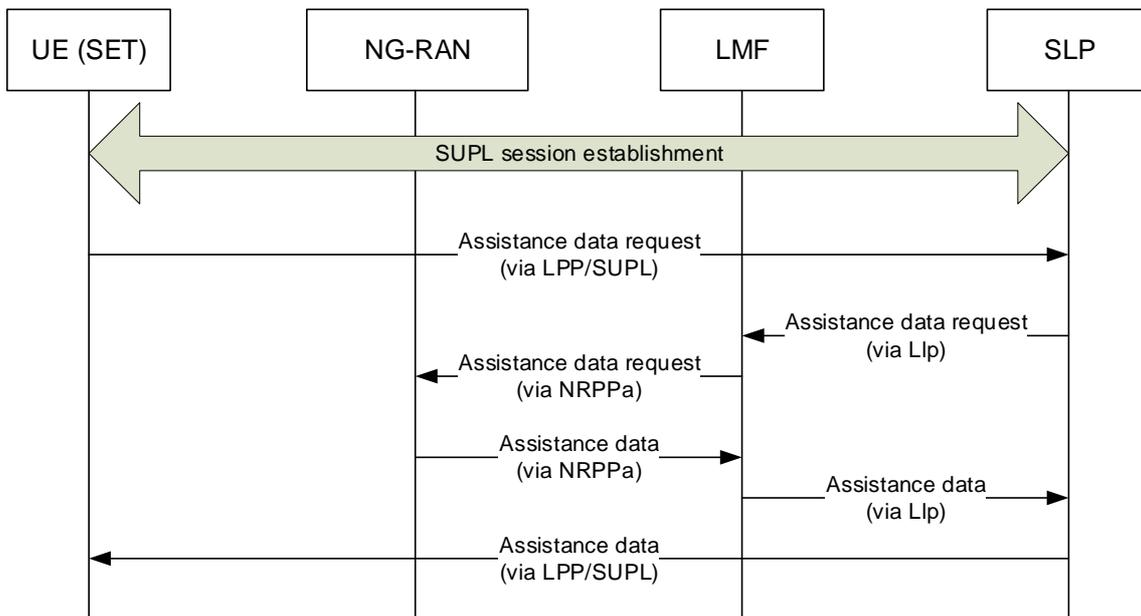 UE (SET)
NG-RAN
LMF
SLP
SUPL session establishment
Assistance data request
(via LPP/SUPL)
Assistance data request
(via Llp)
Assistance data request
(via NRPPa)
Assistance data
(via NRPPa)
Assistance data
(via Llp)
Assistance data
(via LPP/SUPL)